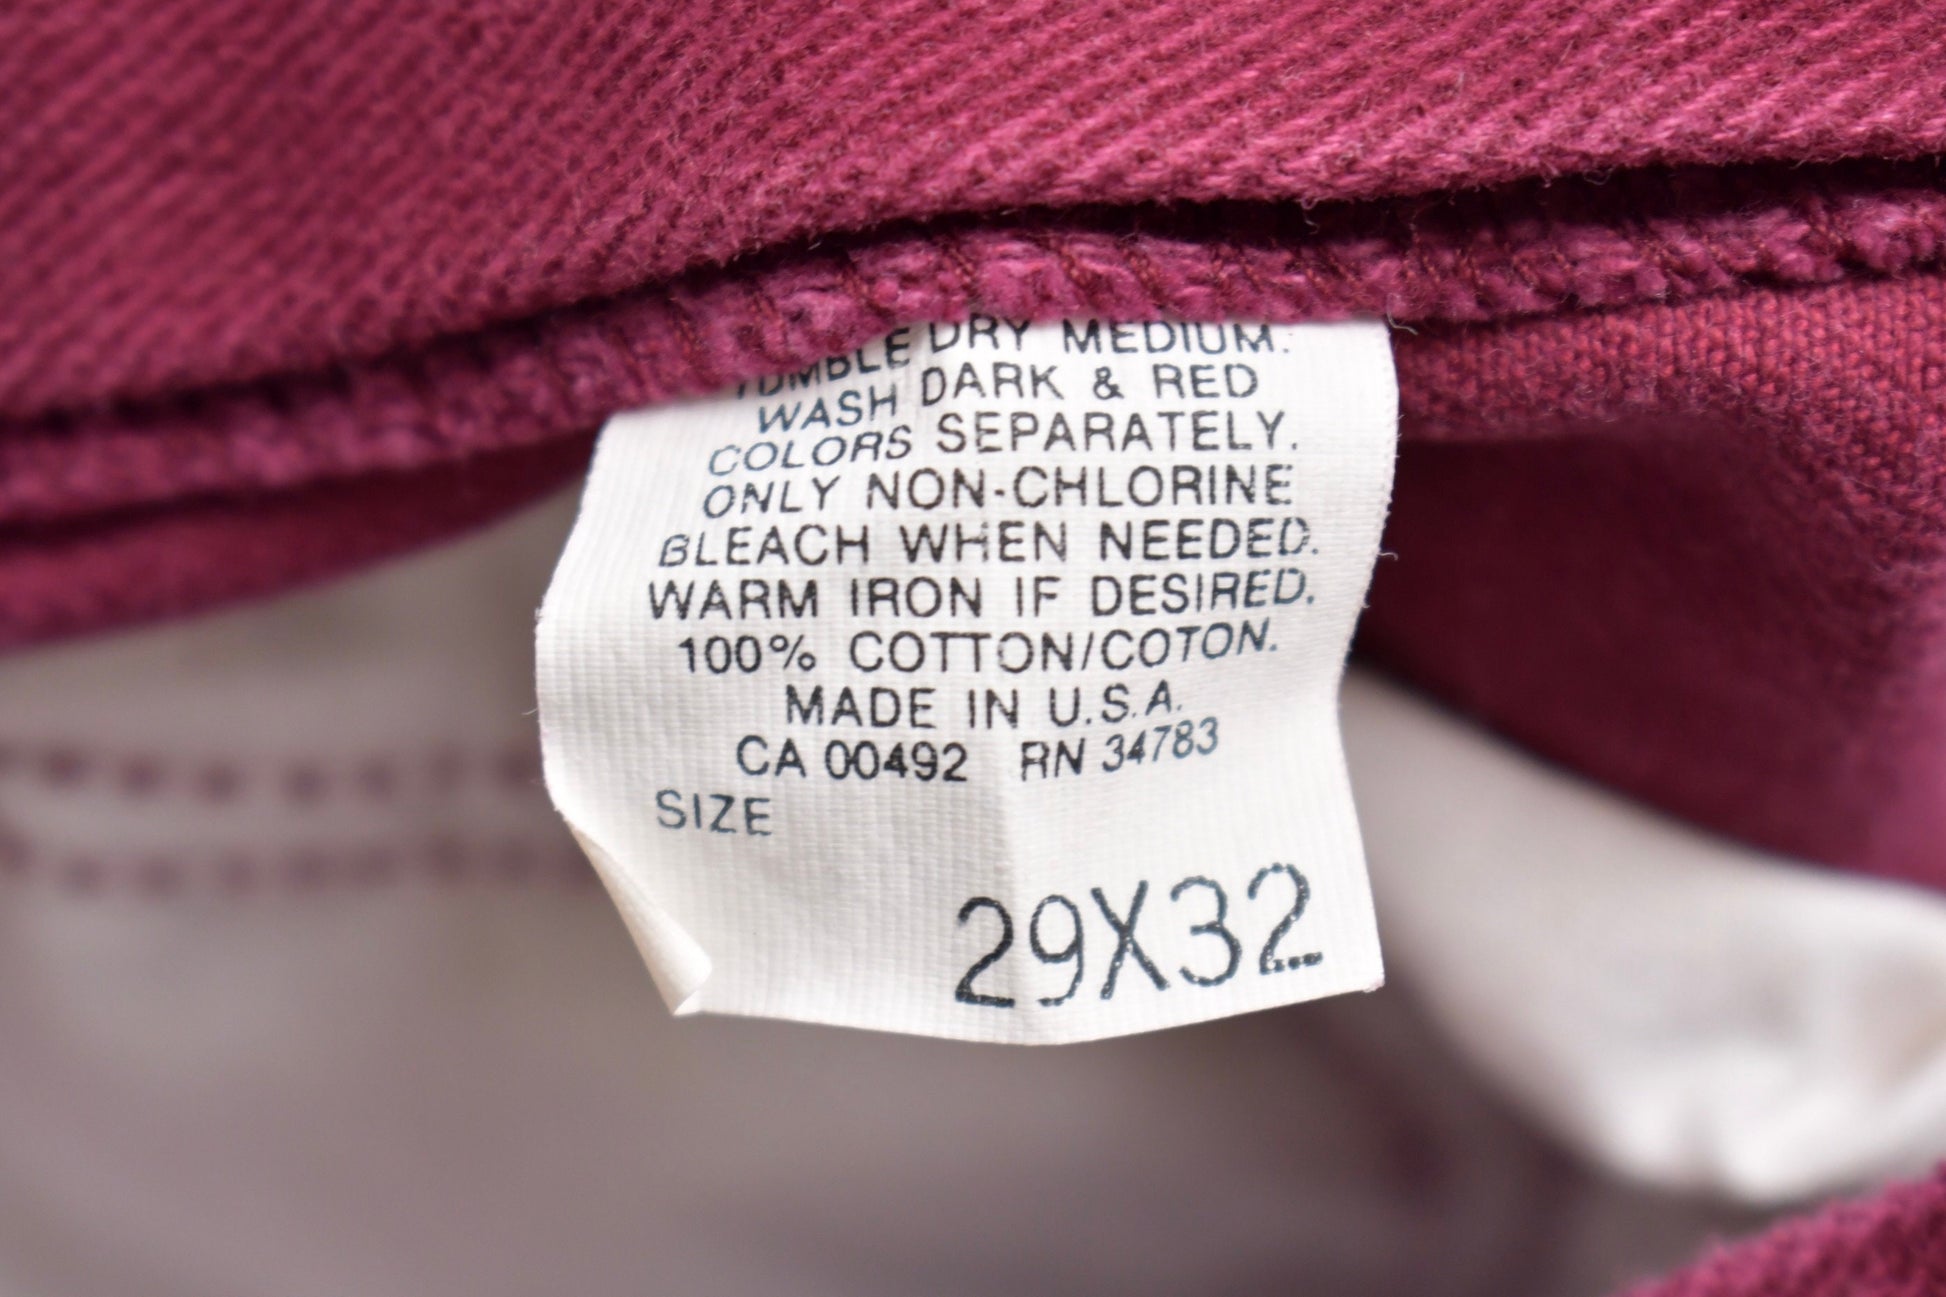 TUMBLE DRY MEDIUM.
WASH DARK & RED
COLORS SEPARATELY.
ONLY NON-CHLORINE
BLEACH WHEN NEEDED.
WARM IRON IF DESIRED.
100% COTTON/COTON.
MADE IN U.S.A.
CA 00492 RN 34783
SIZE
29X32